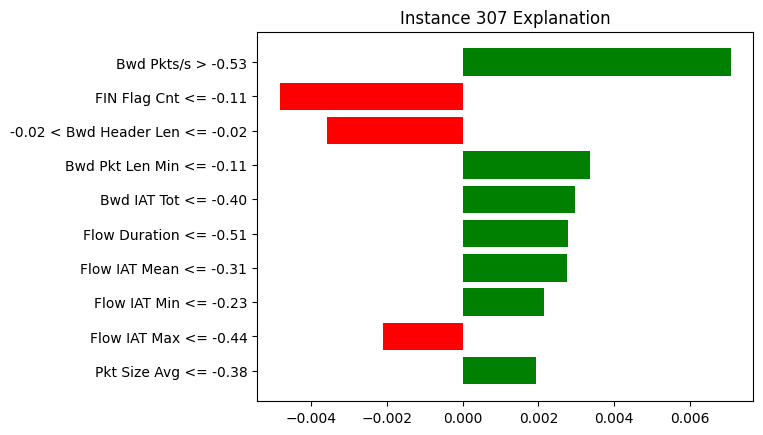 Instance 307 Explanation
Bwd Pkts/s > -0.53
FIN Flag Cnt <= -0.11
-0.02 < Bwd Header Len <= -0.02
Bwd Pkt Len Min <= -0.11
Bwd IAT Tot <= -0.40
Flow Duration <= -0.51
Flow IAT Mean <= -0.31
Flow IAT Min <= -0.23
Flow IAT Max <= -0.44
Pkt Size Avg <= -0.38
−0.004 −0.002 0.000 0.002 0.004 0.006